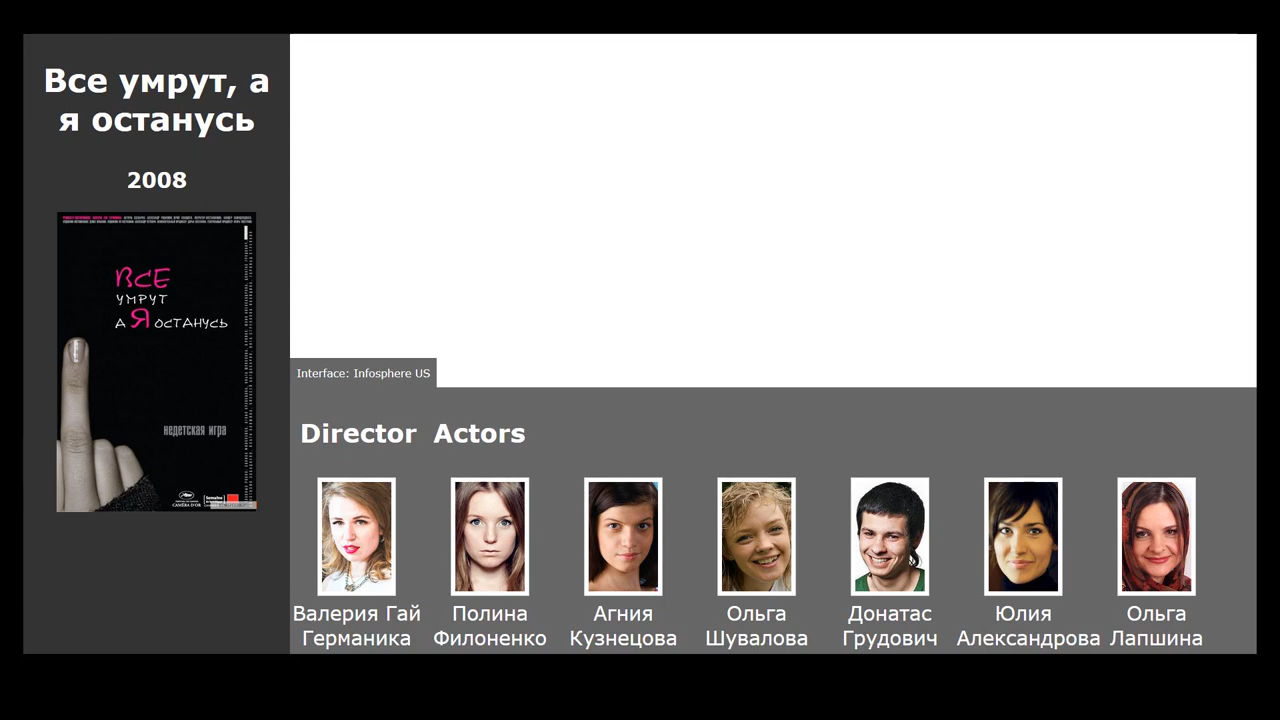 Все умрут, а
я останусь
2008
ВСЕ
УМРУТ
А Я ОСТАНУСЬ
недетская игра
Interface: Infosphere US
Director Actors
Валерия Гай
Германика
Полина
Филоненко
Агния
Кузнецова
Ольга
Шувалова
Донатас
Грудович
Юлия
Александрова
Ольга
Лапшина